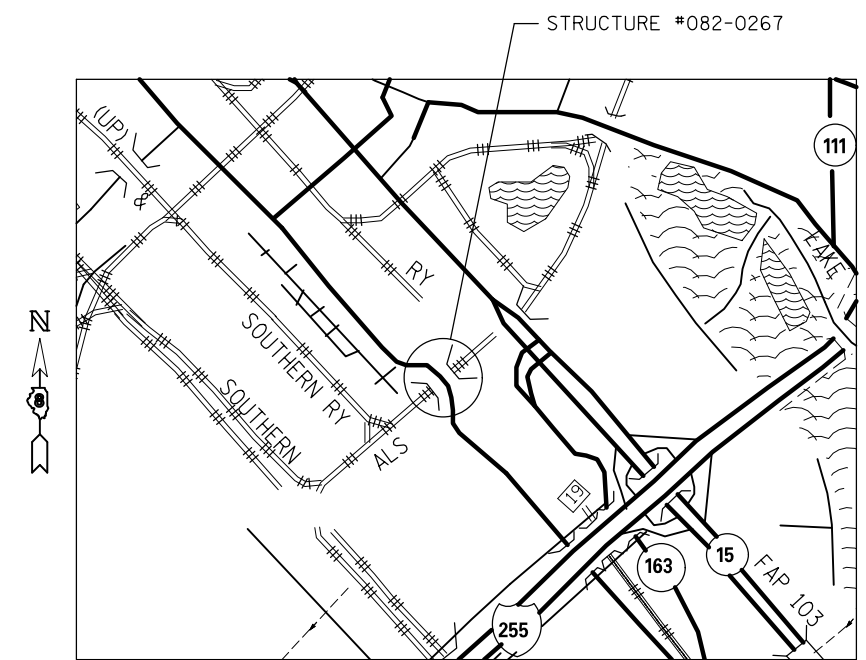 STRUCTURE #082-0267
(UP)
&
111
LAKE
RY
N
8
SOUTHERN RY
SOUTHERN
ALS
19
15
163
FAP 103
255